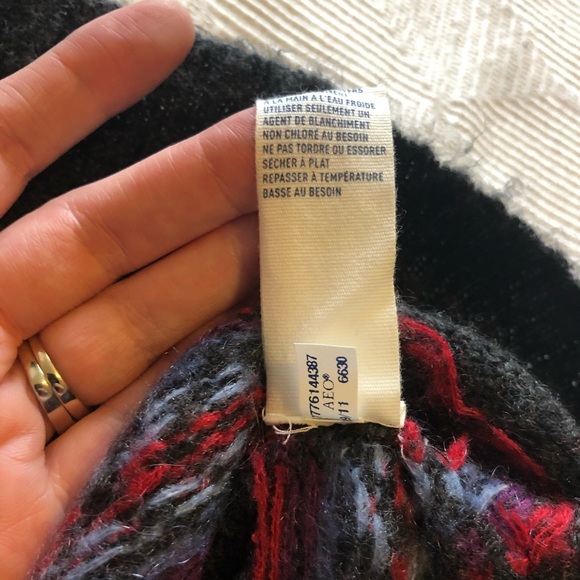 À LA MAIN À L'EAU FROIDE
UTILISER SEULEMENT UN
AGENT DE BLANCHIMENT
NON CHLORÉ AU BESOIN
NE PAS TORDRE OU ESSORER
SÉCHER À PLAT
REPASSER À TEMPÉRATURE
BASSE AU BESOIN
776144387
AEO®
/11 6630